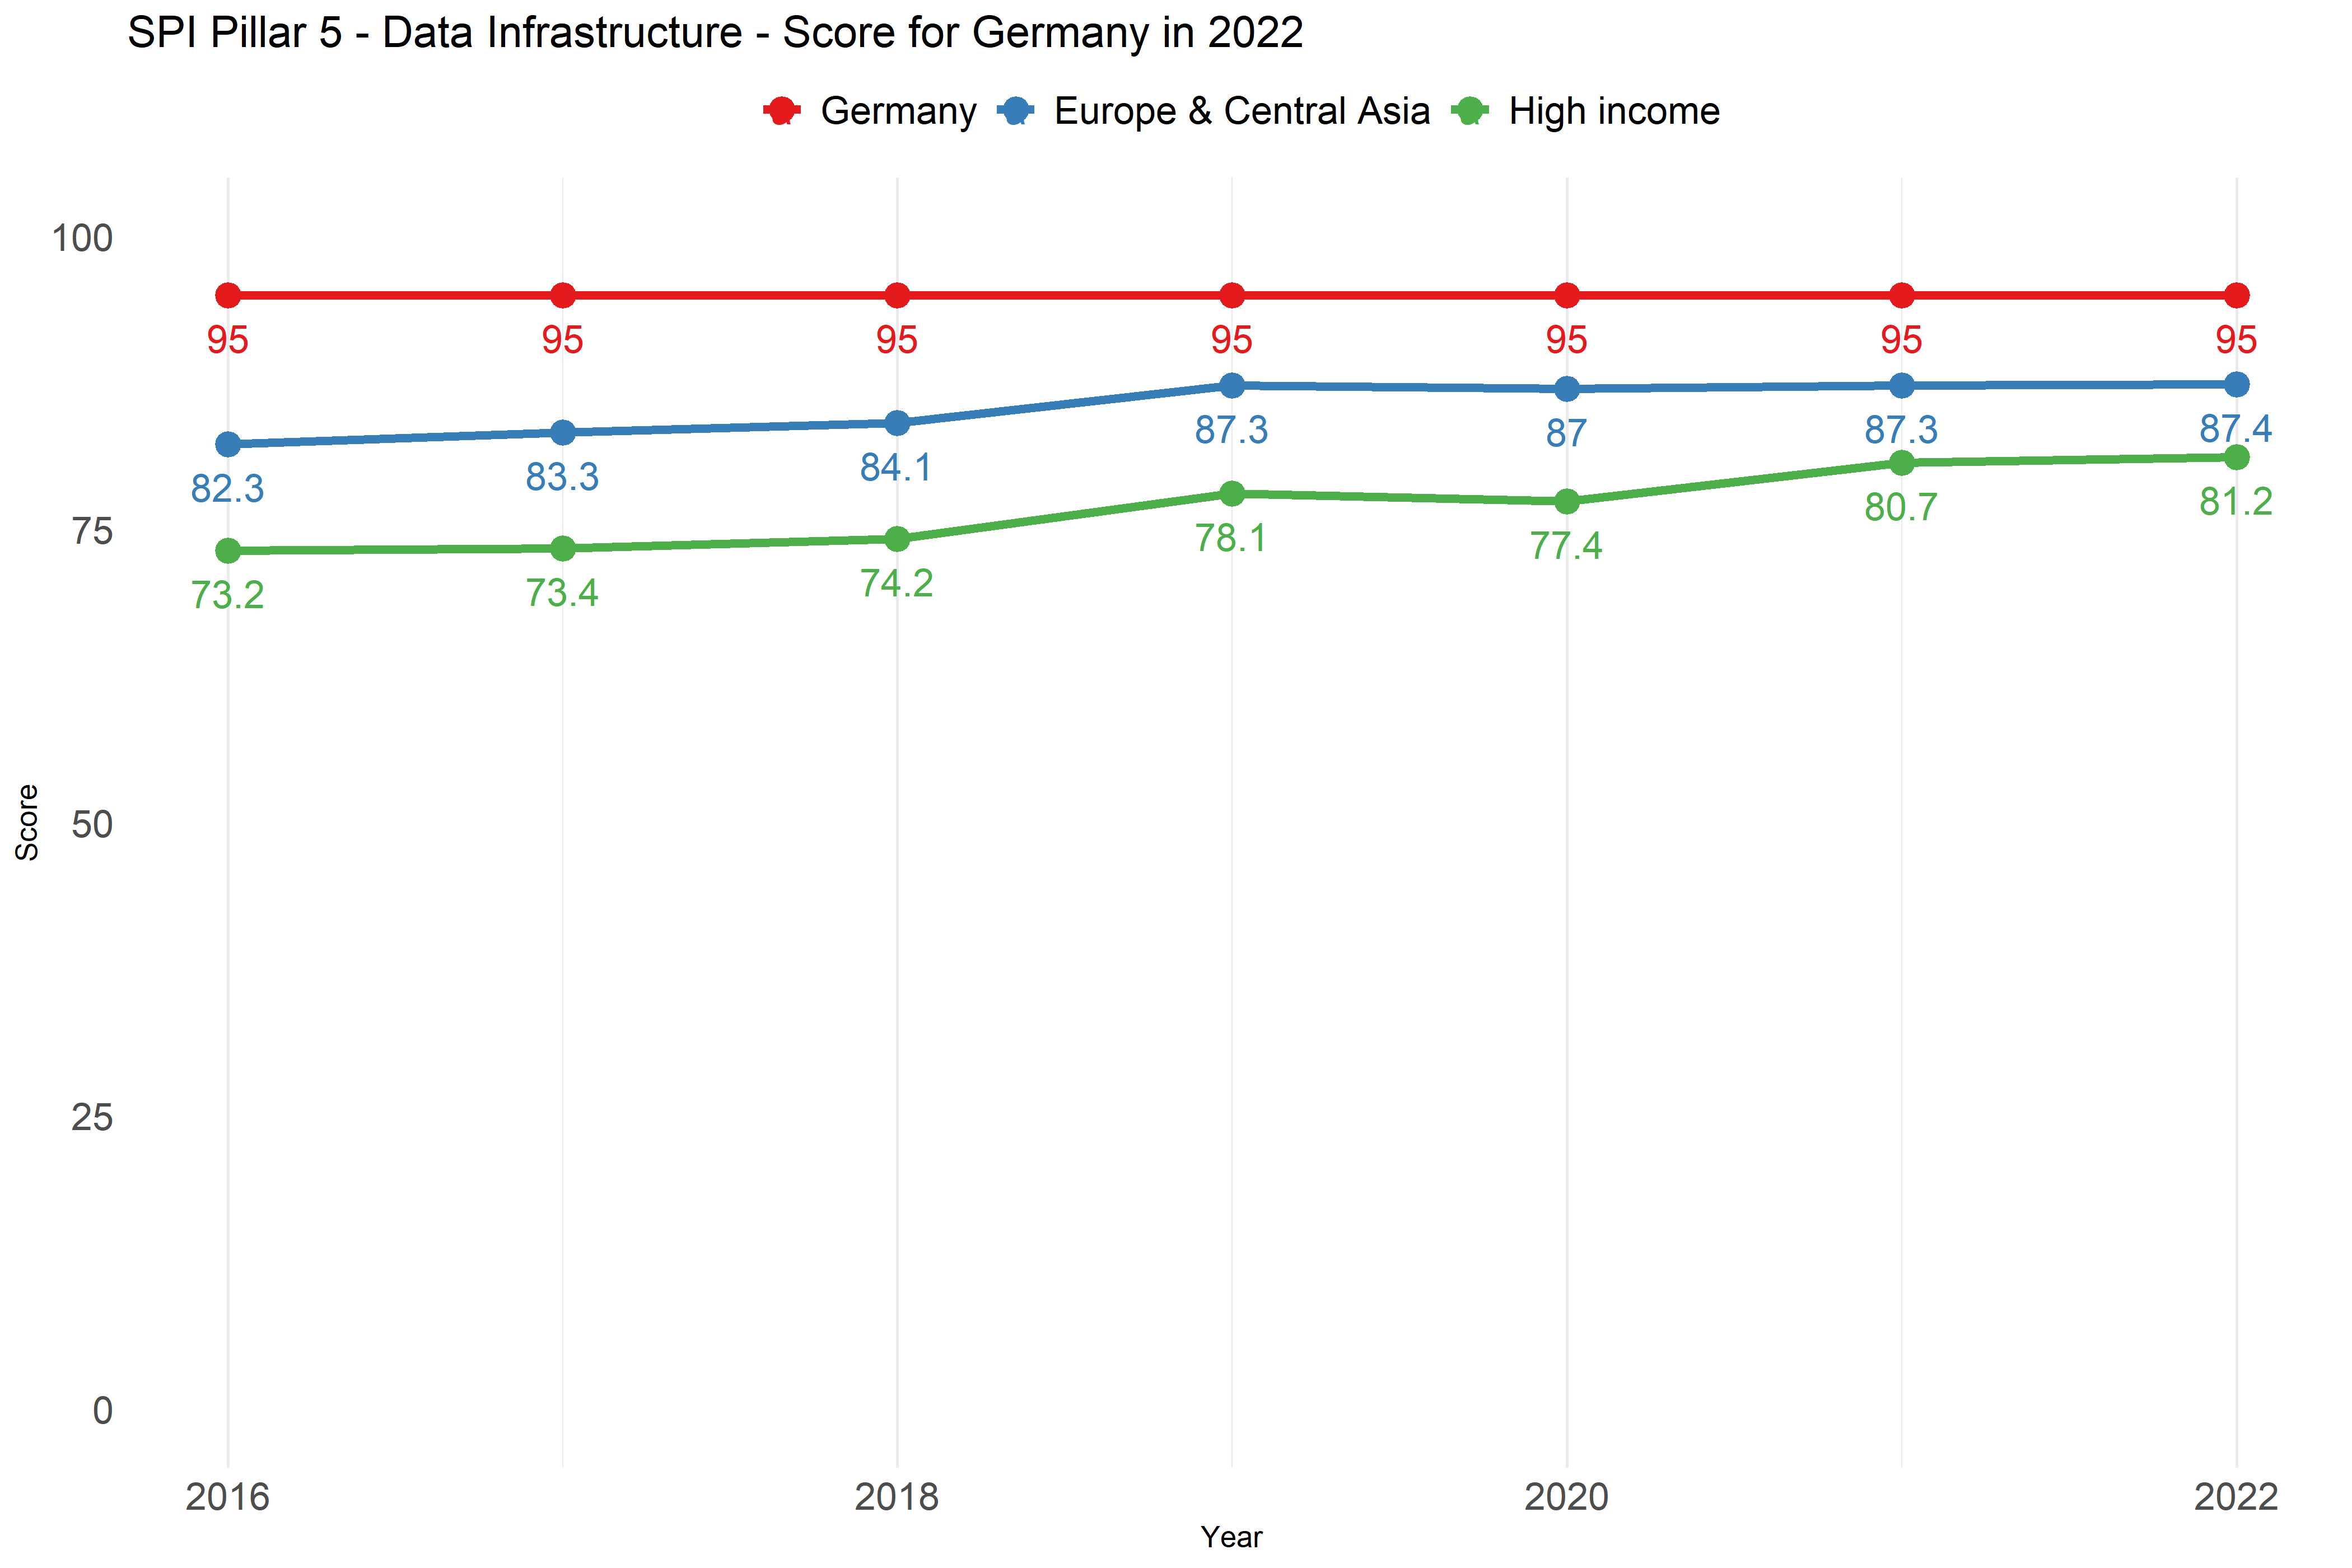 SPI Pillar 5 - Data Infrastructure - Score for Germany in 2022
Germany Europe & Central Asia High income
100
95 95 95 95 95 95 95
82.3 83.3 84.1 87.3 87 87.3 87.4
75
73.2 73.4 74.2 78.1 77.4 80.7 81.2
50
Score
25
0
2016 2018 2020 2022
Year